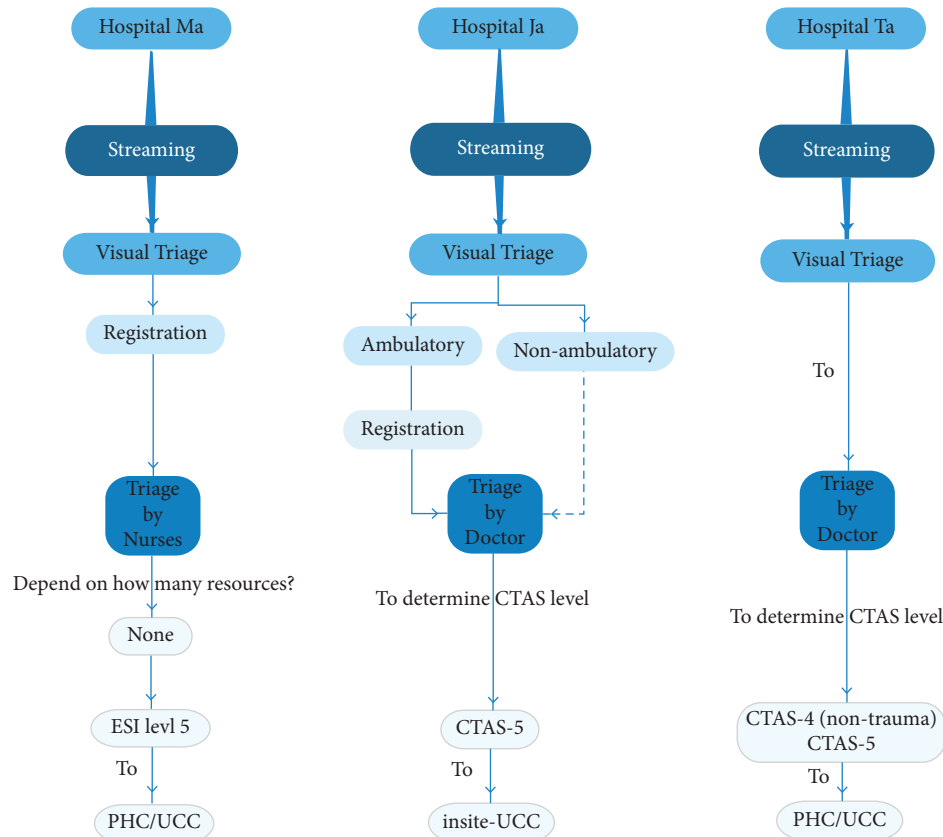 Hospital Ma
Streaming
Visual Triage
Registration
Triage
by
Nurses
Depend on how many resources?
None
ESI levl 5
To
PHC/UCC
Hospital Ja
Streaming
Visual Triage
Ambulatory
Non-ambulatory
Registration
Triage
by
Doctor
To determine CTAS level
CTAS-5
To
insite-UCC
Hospital Ta
Streaming
Visual Triage
To
Triage
by
Doctor
To determine CTAS level
CTAS-4 (non-trauma)
CTAS-5
To
PHC/UCC